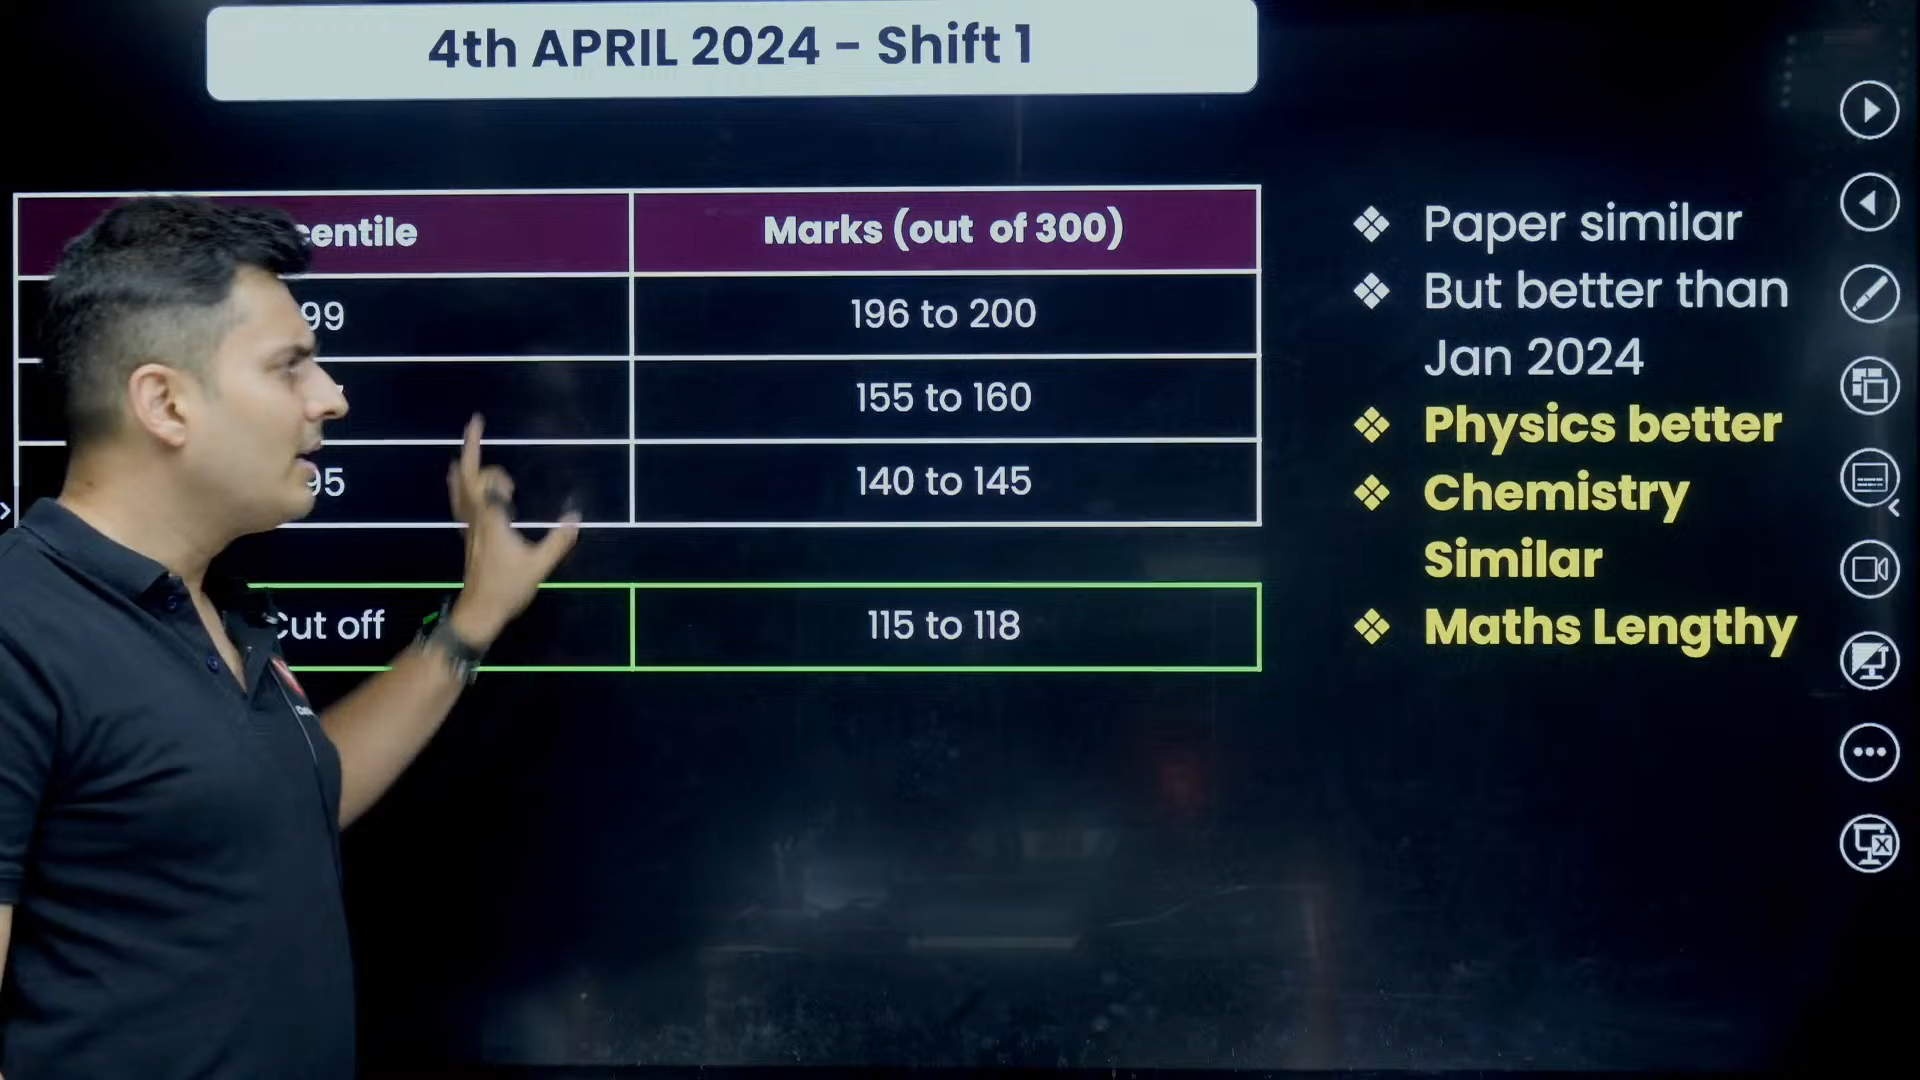 4th APRIL 2024 - Shift 1
centile
Marks (out of 300)
99
196 to 200
155 to 160
95
140 to 145
Cut off
115 to 118
❖ Paper similar
❖ But better than
Jan 2024
❖ Physics better
❖ Chemistry
Similar
❖ Maths Lengthy